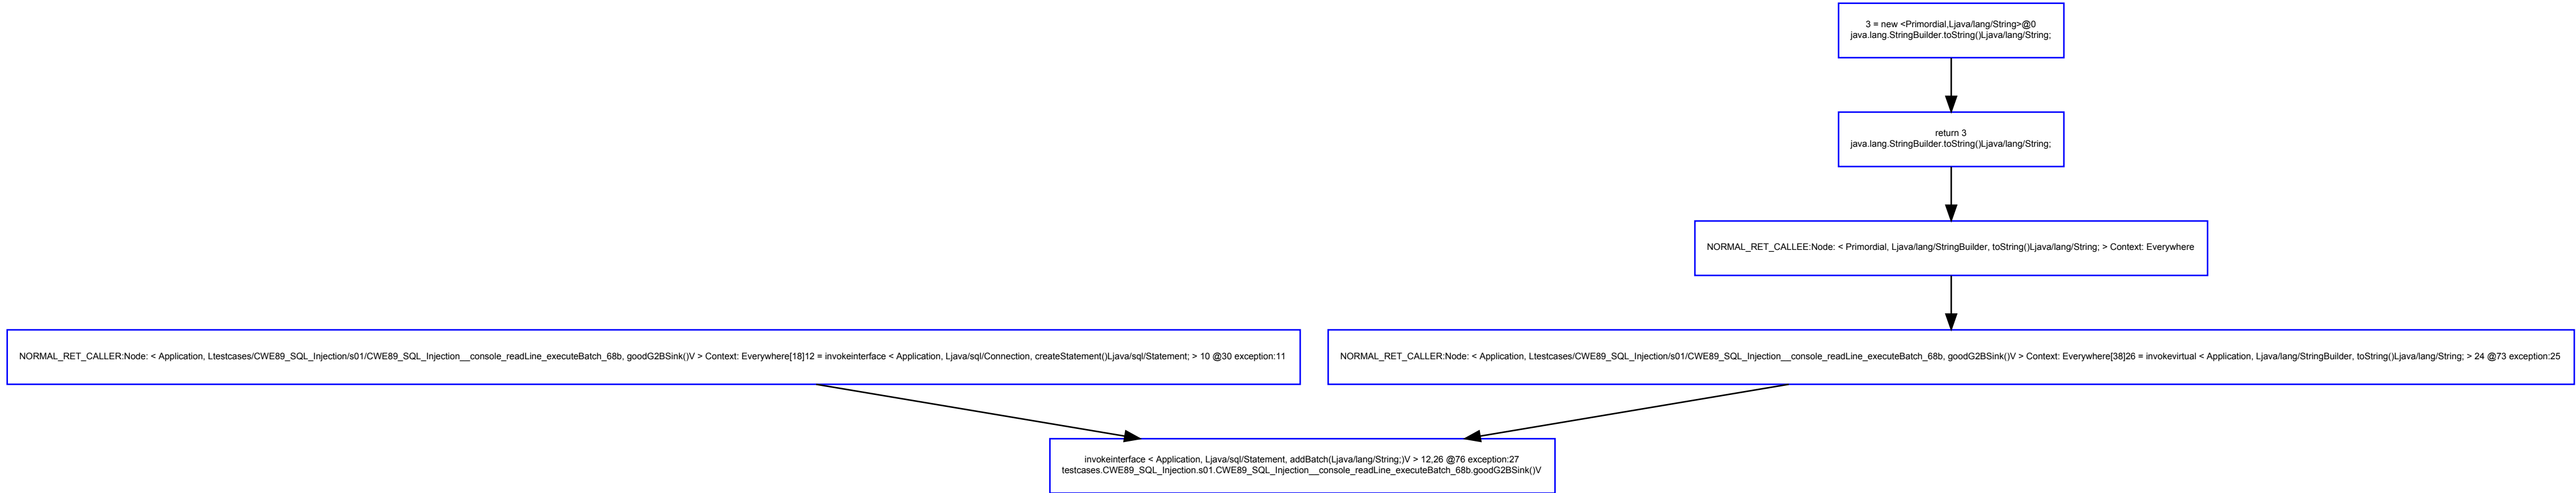 3 = new <Primordial,Ljava/lang/String>@0
java.lang.StringBuilder.toString()Ljava/lang/String;
return 3
java.lang.StringBuilder.toString()Ljava/lang/String;
NORMAL_RET_CALLEE:Node: < Primordial, Ljava/lang/StringBuilder, toString()Ljava/lang/String; > Context: Everywhere
NORMAL_RET_CALLER:Node: < Application, Ltestcases/CWE89_SQL_Injection/s01/CWE89_SQL_Injection__console_readLine_executeBatch_68b, goodG2BSink()V > Context: Everywhere[18]12 = invokeinterface < Application, Ljava/sql/Connection, createStatement()Ljava/sql/Statement; > 10 @30 exception:11
NORMAL_RET_CALLER:Node: < Application, Ltestcases/CWE89_SQL_Injection/s01/CWE89_SQL_Injection__console_readLine_executeBatch_68b, goodG2BSink()V > Context: Everywhere[38]26 = invokevirtual < Application, Ljava/lang/StringBuilder, toString()Ljava/lang/String; > 24 @73 exception:25
invokeinterface < Application, Ljava/sql/Statement, addBatch(Ljava/lang/String;)V > 12,26 @76 exception:27
testcases.CWE89_SQL_Injection.s01.CWE89_SQL_Injection__console_readLine_executeBatch_68b.goodG2BSink()V